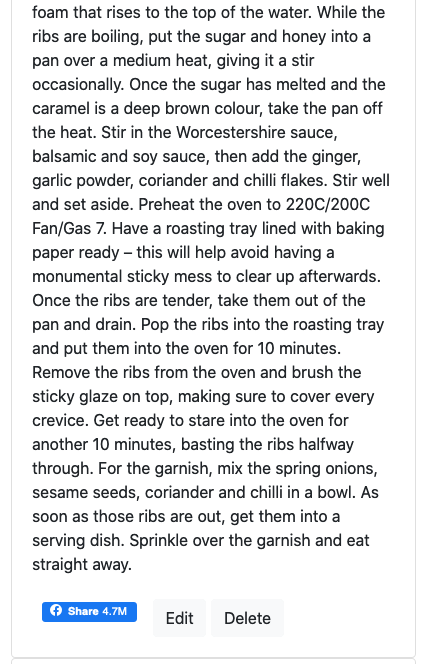 foam that rises to the top of the water. While the
ribs are boiling, put the sugar and honey into a
pan over a medium heat, giving it a stir
occasionally. Once the sugar has melted and the
caramel is a deep brown colour, take the pan off
the heat. Stir in the Worcestershire sauce,
balsamic and soy sauce, then add the ginger,
garlic powder, coriander and chilli flakes. Stir well
and set aside. Preheat the oven to 220C/200C
Fan/Gas 7. Have a roasting tray lined with baking
paper ready – this will help avoid having a
monumental sticky mess to clear up afterwards.
Once the ribs are tender, take them out of the
pan and drain. Pop the ribs into the roasting tray
and put them into the oven for 10 minutes.
Remove the ribs from the oven and brush the
sticky glaze on top, making sure to cover every
crevice. Get ready to stare into the oven for
another 10 minutes, basting the ribs halfway
through. For the garnish, mix the spring onions,
sesame seeds, coriander and chilli in a bowl. As
soon as those ribs are out, get them into a
serving dish. Sprinkle over the garnish and eat
straight away.
Share 4.7M Edit Delete